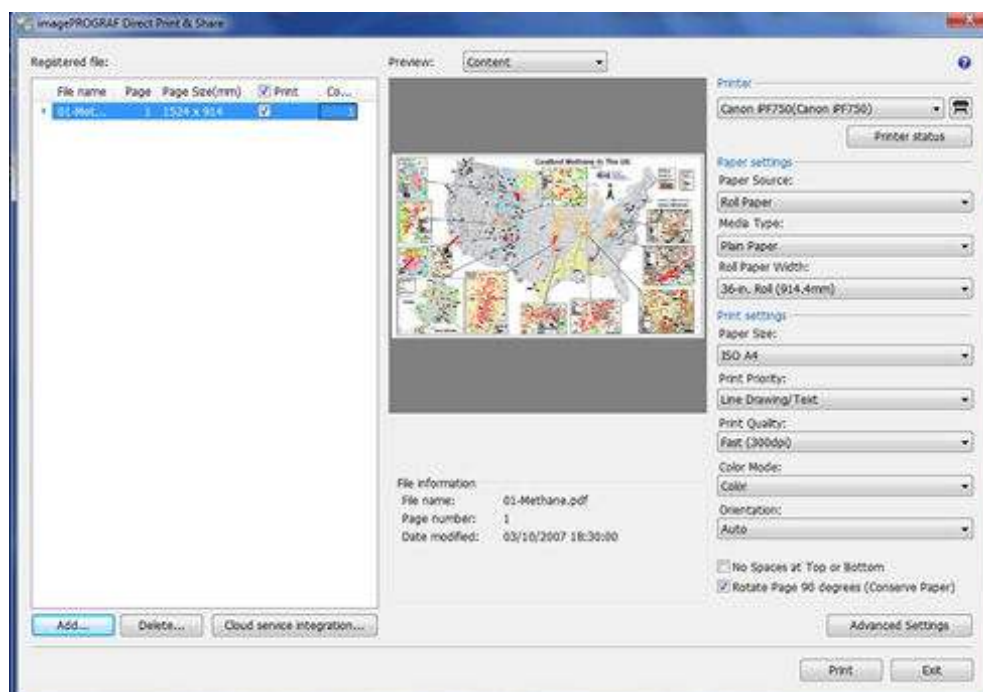 imagePROGRAF Direct Print & Share
Registered file:
File name Page Page Size(mm) Print Co...
01-Met... 1 1524 x 914 1
Preview: Content
Coalbed Methane In The US
File information
File name: 01-Methane.pdf
Page number: 1
Date modified: 03/10/2007 18:30:00
Printer
Canon iPF750(Canon iPF750)
Printer status
Paper settings
Paper Source:
Roll Paper
Media Type:
Plain Paper
Roll Paper Width:
36-in. Roll (914.4mm)
Print settings
Paper Size:
ISO A4
Print Priority:
Line Drawing/Text
Print Quality:
Fast (300dpi)
Color Mode:
Color
Orientation:
Auto
No Spaces at Top or Bottom
Rotate Page 90 degrees (Conserve Paper)
Add... Delete... Cloud service integration...
Advanced Settings
Print Exit